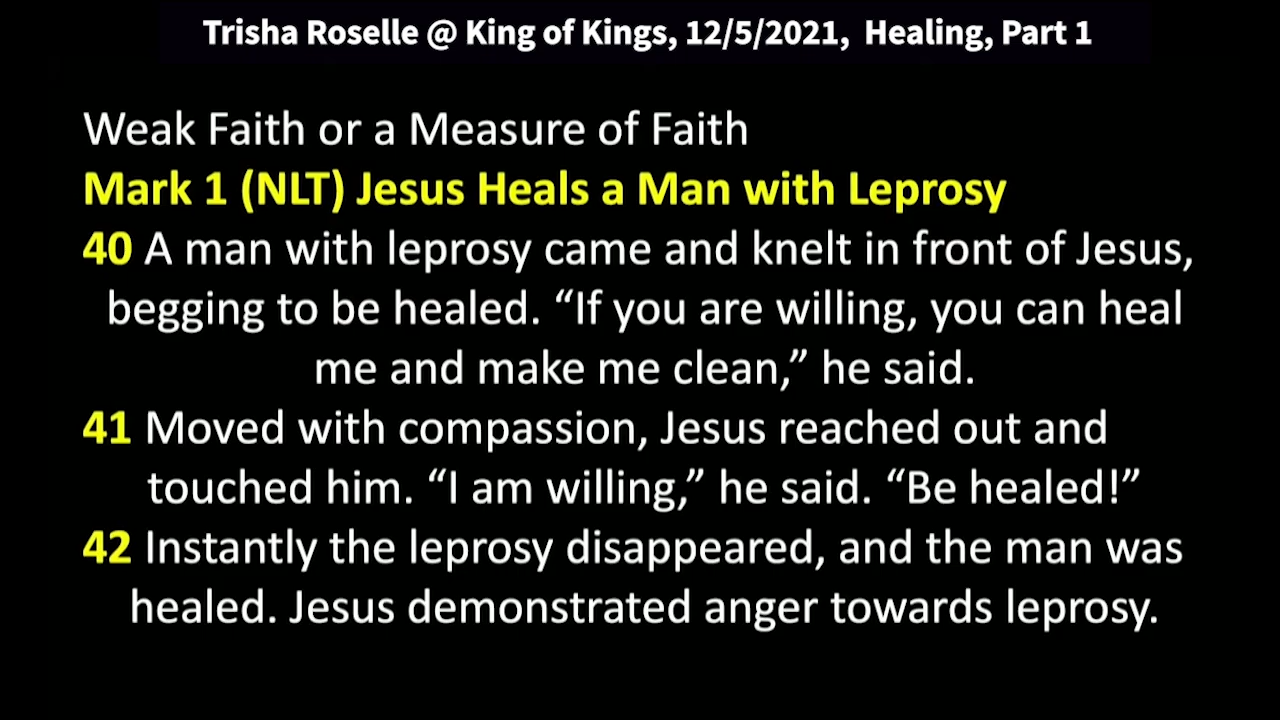 Trisha Roselle @ King of Kings, 12/5/2021, Healing, Part 1
Weak Faith or a Measure of Faith
Mark 1 (NLT) Jesus Heals a Man with Leprosy
40 A man with leprosy came and knelt in front of Jesus,
begging to be healed. “If you are willing, you can heal
me and make me clean,” he said.
41 Moved with compassion, Jesus reached out and
touched him. “I am willing,” he said. “Be healed!”
42 Instantly the leprosy disappeared, and the man was
healed. Jesus demonstrated anger towards leprosy.